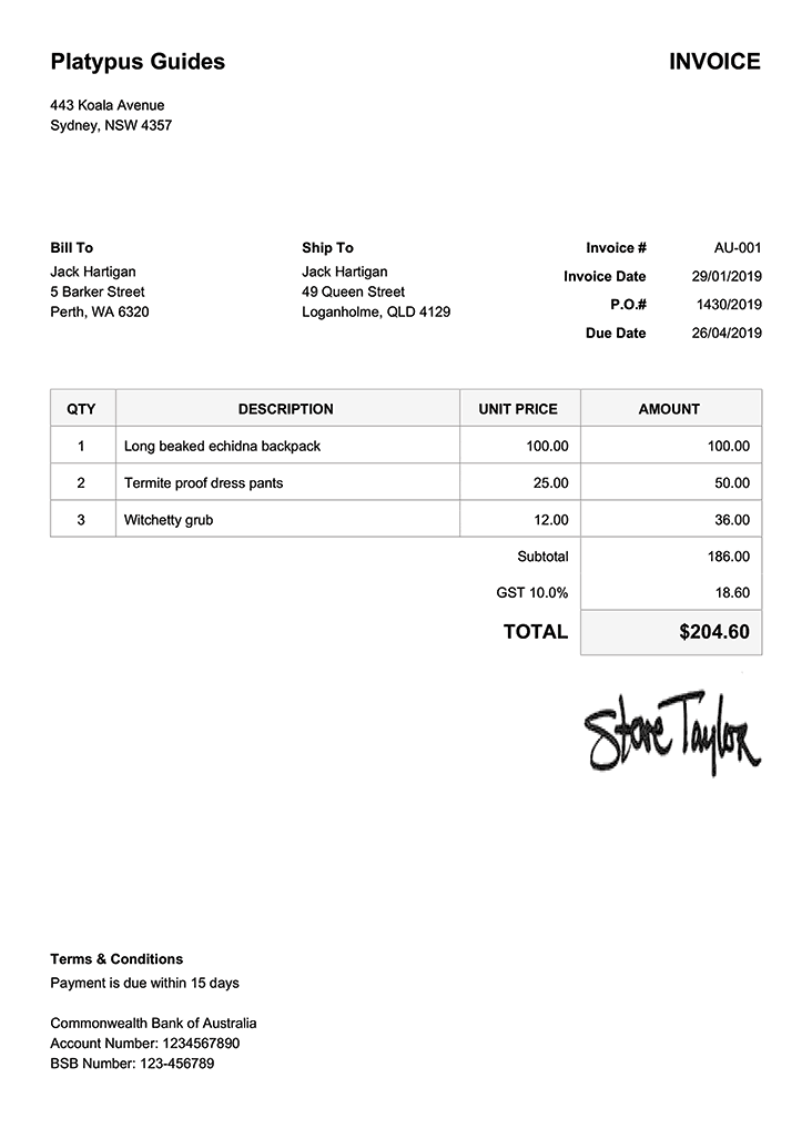 Platypus Guides INVOICE
443 Koala Avenue
Sydney, NSW 4357
Bill To
Jack Hartigan
5 Barker Street
Perth, WA 6320
Ship To
Jack Hartigan
49 Queen Street
Loganholme, QLD 4129
Invoice # AU-001
Invoice Date 29/01/2019
P.O.# 1430/2019
Due Date 26/04/2019
QTY DESCRIPTION UNIT PRICE AMOUNT
1 Long beaked echidna backpack 100.00 100.00
2 Termite proof dress pants 25.00 50.00
3 Witchetty grub 12.00 36.00
Subtotal 186.00
GST 10.0% 18.60
TOTAL $204.60
Steve Taylor
Terms & Conditions
Payment is due within 15 days
Commonwealth Bank of Australia
Account Number: 1234567890
BSB Number: 123-456789